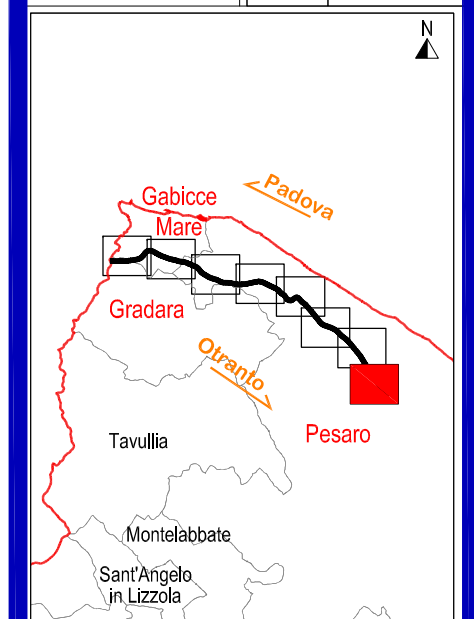 N
Padova
Gabicce
Mare
Gradara
Otranto
Pesaro
Tavullia
Montelabbate
Sant'Angelo
in Lizzola